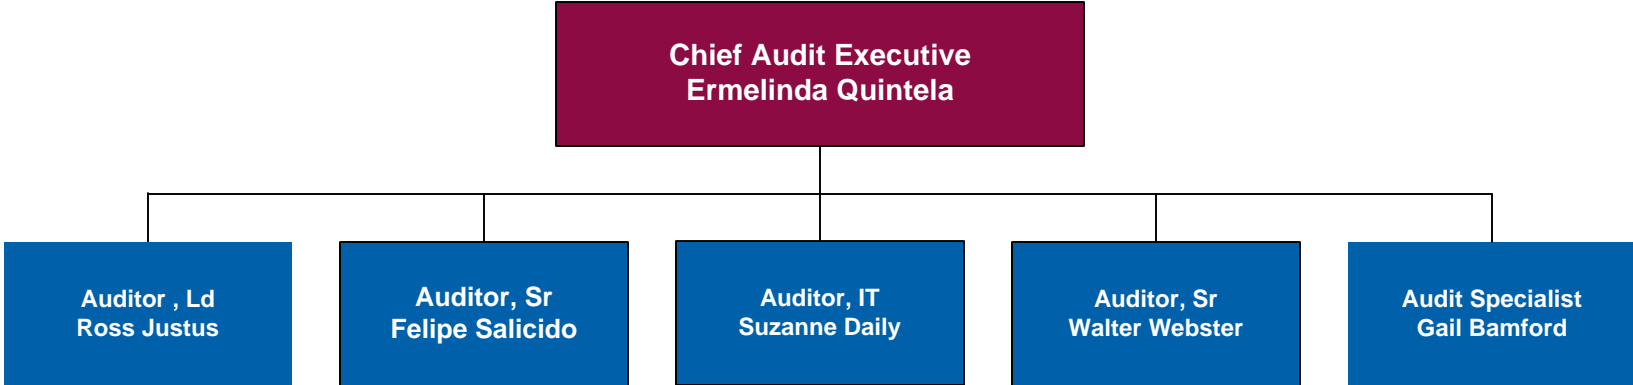 Chief Audit Executive
Ermelinda Quintela
Auditor , Ld
Ross Justus
Auditor, Sr
Felipe Salicido
Auditor, IT
Suzanne Daily
Auditor, Sr
Walter Webster
Audit Specialist
Gail Bamford